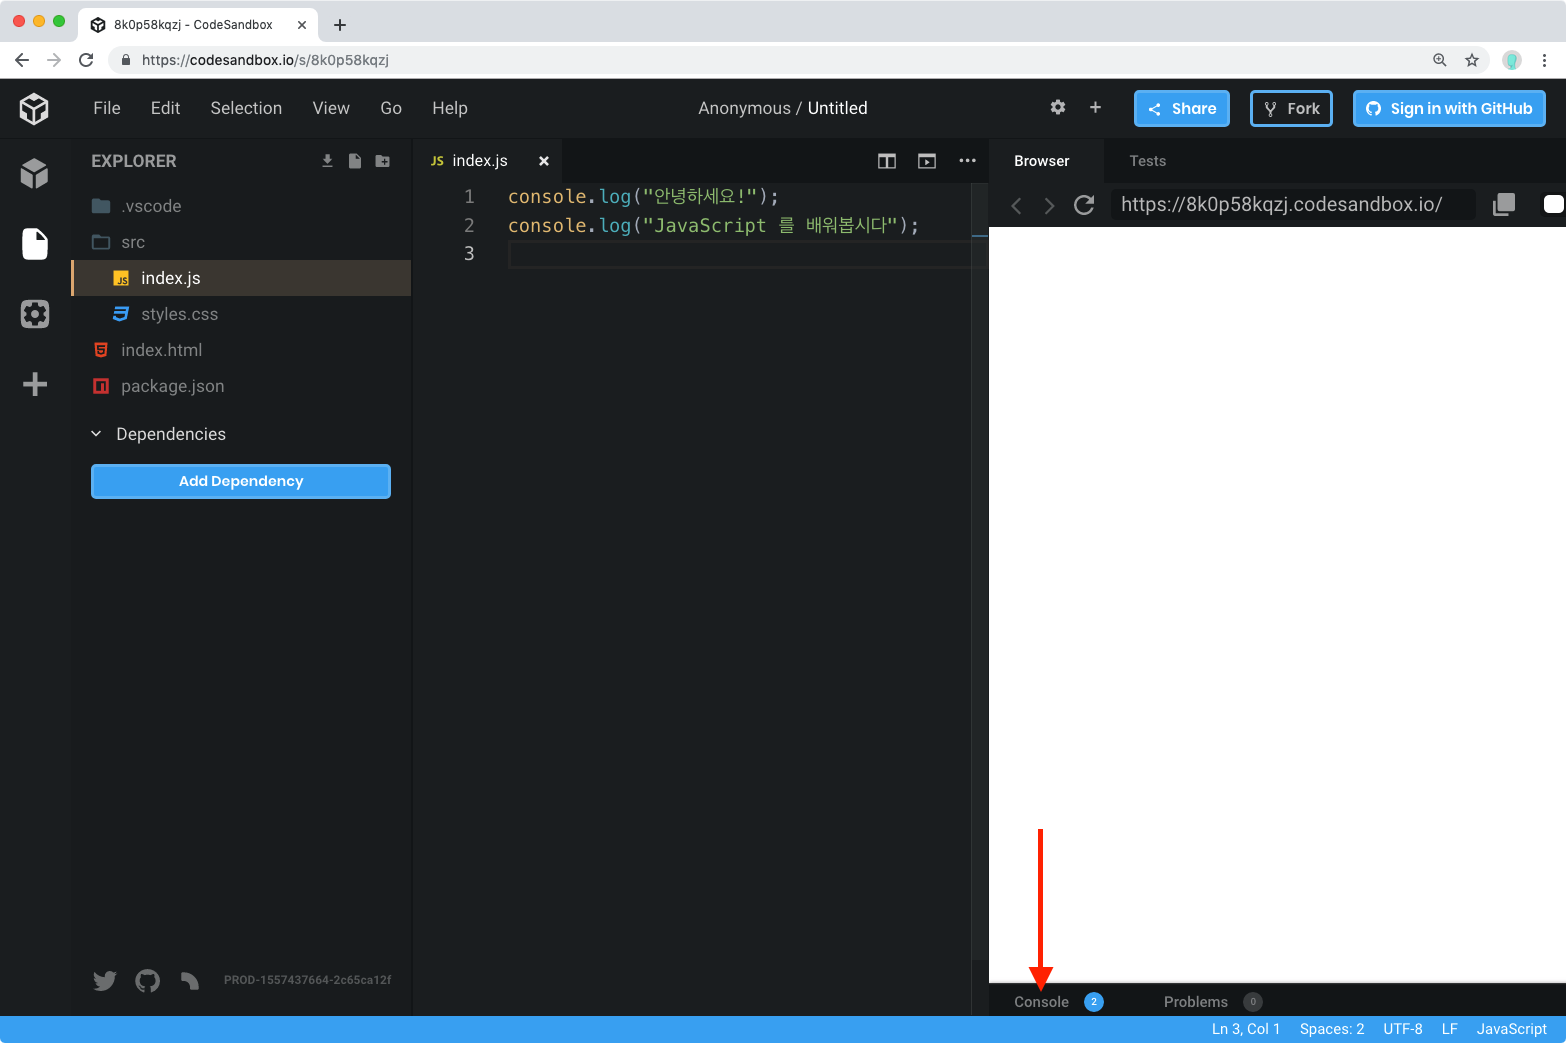 8k0p58kqzj - CodeSandbox
https://codesandbox.io/s/8k0p58kqzj
File Edit Selection View Go Help
Anonymous / Untitled
Share
Fork
Sign in with GitHub
EXPLORER
.vscode
src
JS index.js
styles.css
index.html
package.json
Dependencies
Add Dependency
PROD-1557437664-2c65ca12f
JS index.js
1 console.log("안녕하세요!");
2 console.log("JavaScript 를 배워봅시다");
3
Browser Tests
https://8k0p58kqzj.codesandbox.io/
Console 2 Problems 0
Ln 3, Col 1 Spaces: 2 UTF-8 LF JavaScript